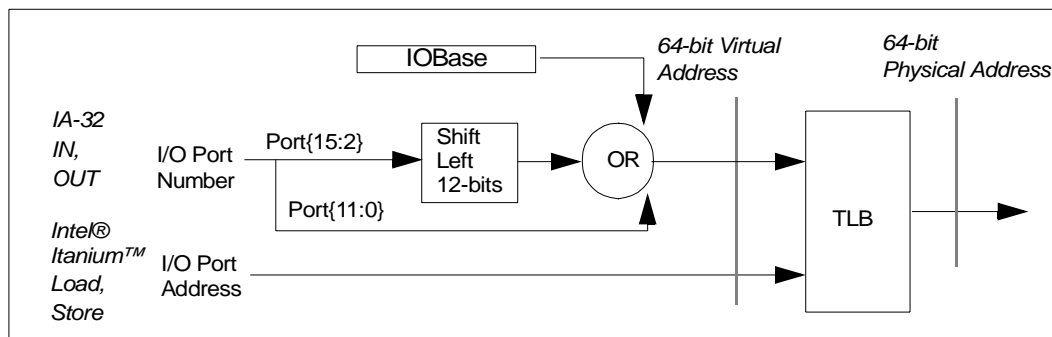 IOBase
64-bit Virtual
Address
64-bit
Physical Address
IA-32
IN,
OUT
I/O Port
Number
Port{15:2}
Shift
Left
12-bits
OR
Port{11:0}
TLB
Intel®
Itanium™
Load,
Store
I/O Port
Address